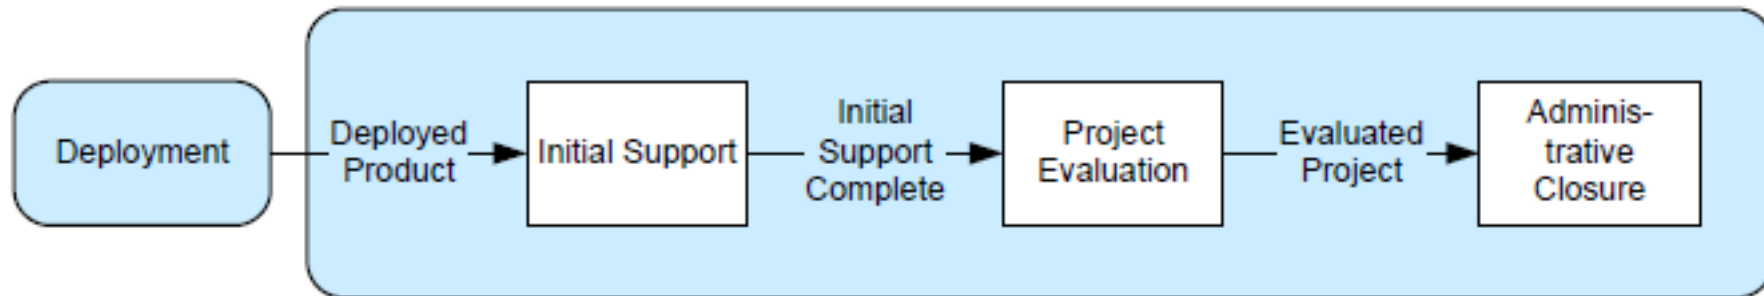 Deployment
Deployed
Product
Initial Support
Initial
Support
Complete
Project
Evaluation
Evaluated
Project
Adminis-
trative
Closure